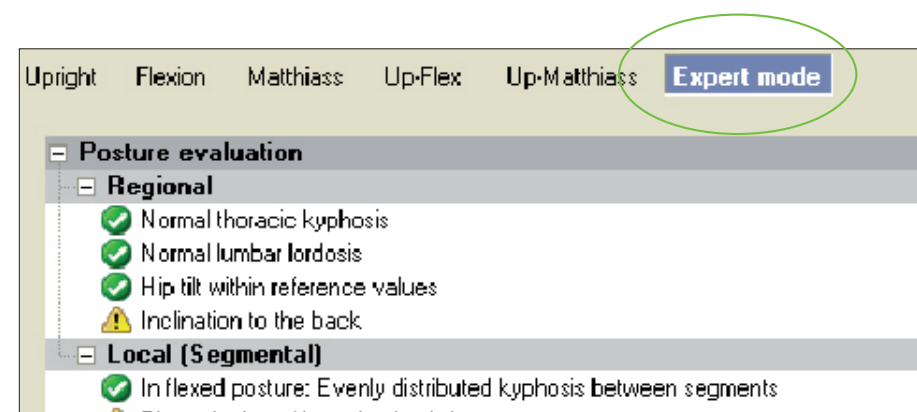 Upright Flexion Matthiass Up-Flex Up-Matthiass Expert mode
Posture evaluation
Regional
Normal thoracic kyphosis
Normal lumbar lordosis
Hip tilt within reference values
Inclination to the back
Local (Segmental)
In flexed posture: Evenly distributed kyphosis between segments